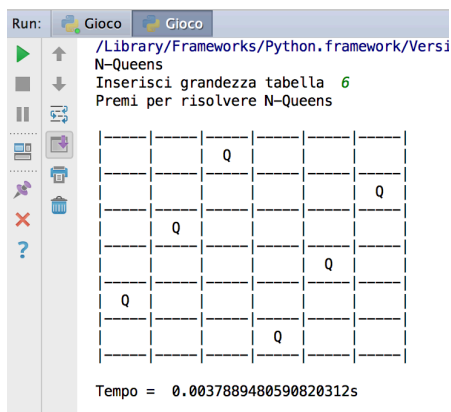 Run: Gioco Gioco
/Library/Frameworks/Python.framework/Versi
N-Queens
Inserisci grandezza tabella 6
Premi per risolvere N-Queens
|-----|-----|-----|-----|-----|-----|
| | | Q | | | |
|-----|-----|-----|-----|-----|-----|
| | | | | | Q |
|-----|-----|-----|-----|-----|-----|
| | Q | | | | |
|-----|-----|-----|-----|-----|-----|
| | | | | Q | |
|-----|-----|-----|-----|-----|-----|
| Q | | | | | |
|-----|-----|-----|-----|-----|-----|
| | | | Q | | |
|-----|-----|-----|-----|-----|-----|
Tempo = 0.0037889480590820312s